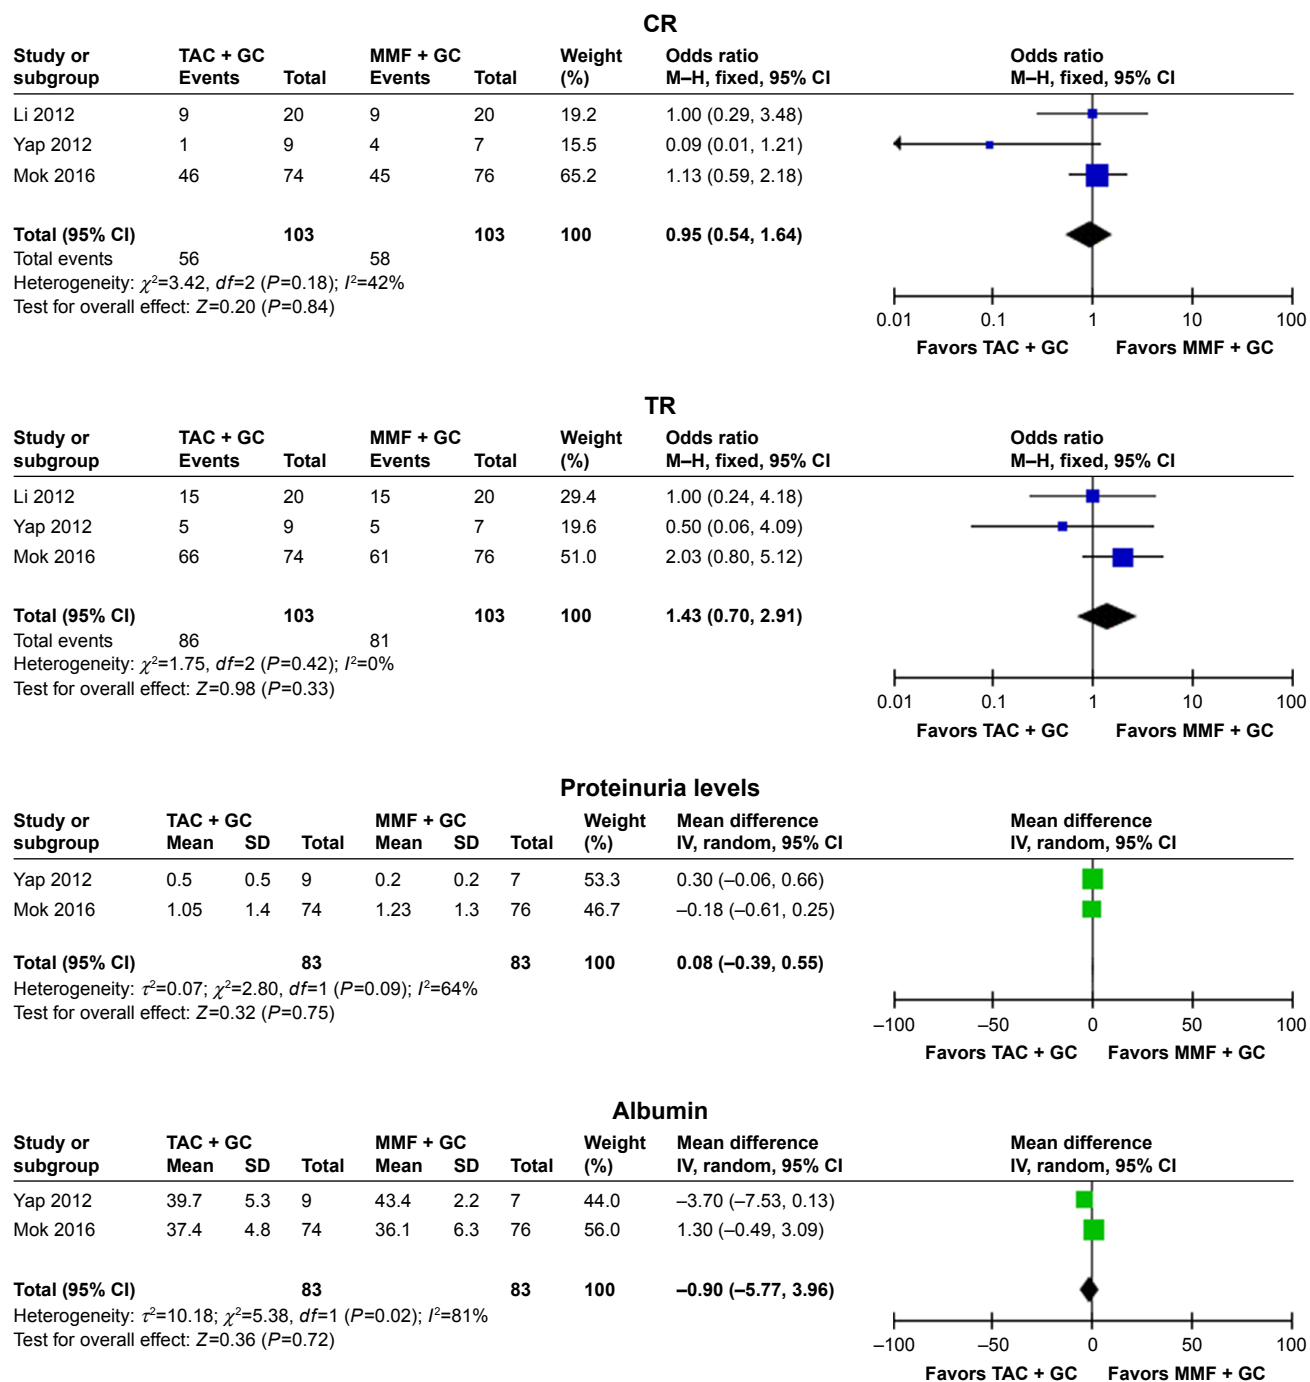 CR
Study or subgroup TAC + GC Events Total MMF + GC Events Total Weight (%) Odds ratio M–H, fixed, 95% CI Odds ratio M–H, fixed, 95% CI
Li 2012 9 20 9 20 19.2 1.00 (0.29, 3.48)
Yap 2012 1 9 4 7 15.5 0.09 (0.01, 1.21)
Mok 2016 46 74 45 76 65.2 1.13 (0.59, 2.18)
Total (95% CI) 103 103 100 0.95 (0.54, 1.64)
Total events 56 58
Heterogeneity: χ²=3.42, df=2 (P=0.18); I²=42%
Test for overall effect: Z=0.20 (P=0.84)
0.01 0.1 1 10 100
Favors TAC + GC Favors MMF + GC
TR
Study or subgroup TAC + GC Events Total MMF + GC Events Total Weight (%) Odds ratio M–H, fixed, 95% CI Odds ratio M–H, fixed, 95% CI
Li 2012 15 20 15 20 29.4 1.00 (0.24, 4.18)
Yap 2012 5 9 5 7 19.6 0.50 (0.06, 4.09)
Mok 2016 66 74 61 76 51.0 2.03 (0.80, 5.12)
Total (95% CI) 103 103 100 1.43 (0.70, 2.91)
Total events 86 81
Heterogeneity: χ²=1.75, df=2 (P=0.42); I²=0%
Test for overall effect: Z=0.98 (P=0.33)
0.01 0.1 1 10 100
Favors TAC + GC Favors MMF + GC
Proteinuria levels
Study or subgroup TAC + GC Mean SD Total MMF + GC Mean SD Total Weight (%) Mean difference IV, random, 95% CI Mean difference IV, random, 95% CI
Yap 2012 0.5 0.5 9 0.2 0.2 7 53.3 0.30 (–0.06, 0.66)
Mok 2016 1.05 1.4 74 1.23 1.3 76 46.7 –0.18 (–0.61, 0.25)
Total (95% CI) 83 83 100 0.08 (–0.39, 0.55)
Heterogeneity: τ²=0.07; χ²=2.80, df=1 (P=0.09); I²=64%
Test for overall effect: Z=0.32 (P=0.75)
–100 –50 0 50 100
Favors TAC + GC Favors MMF + GC
Albumin
Study or subgroup TAC + GC Mean SD Total MMF + GC Mean SD Total Weight (%) Mean difference IV, random, 95% CI Mean difference IV, random, 95% CI
Yap 2012 39.7 5.3 9 43.4 2.2 7 44.0 –3.70 (–7.53, 0.13)
Mok 2016 37.4 4.8 74 36.1 6.3 76 56.0 1.30 (–0.49, 3.09)
Total (95% CI) 83 83 100 –0.90 (–5.77, 3.96)
Heterogeneity: τ²=10.18; χ²=5.38, df=1 (P=0.02); I²=81%
Test for overall effect: Z=0.36 (P=0.72)
–100 –50 0 50 100
Favors TAC + GC Favors MMF + GC